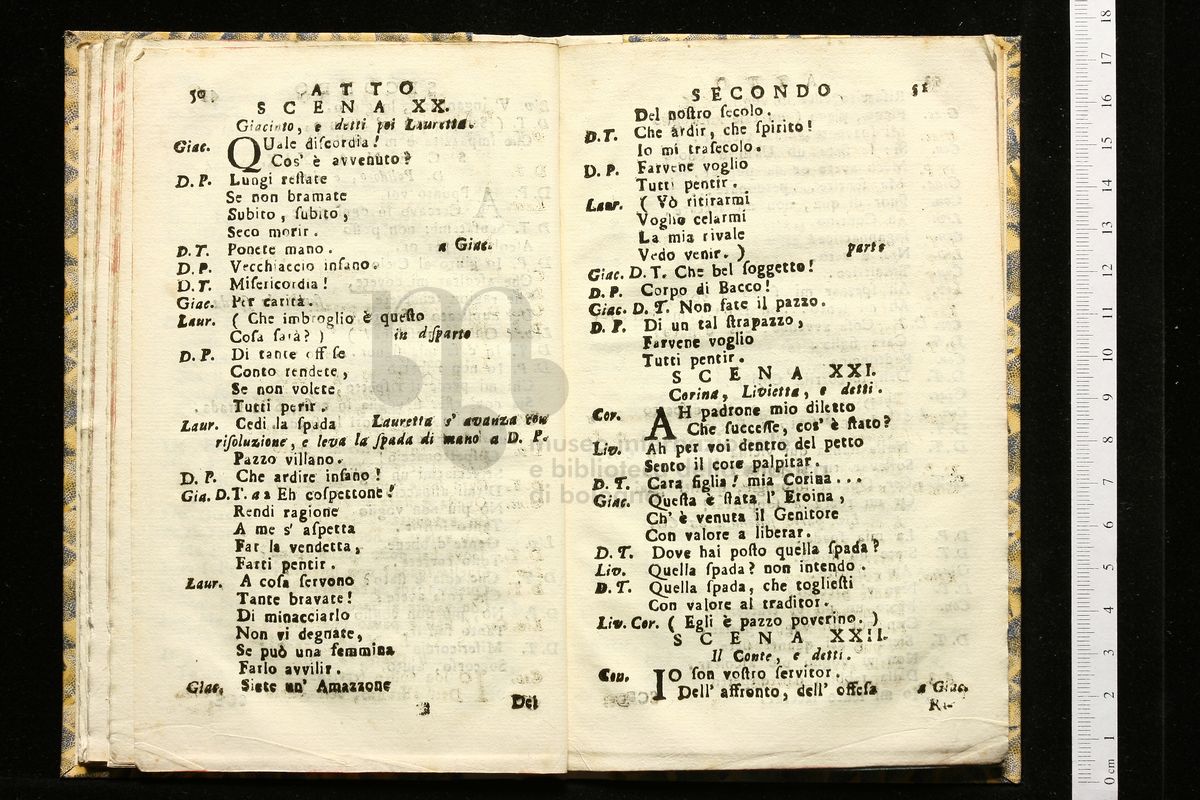 50
ATTO
SCENA XX.
Giacinto, e detti poi Lauretta.
Giac. QUale diſcordia!
Cos' è avvenuto?
D. P. Lungi reſtate
Se non bramate
Subito, ſubito,
Seco morir.
D. T. Ponete mano. a Giac.
D. P. Vecchiaccio inſano.
D. T. Miſericordia!
Giac. Per carità.
Laur. ( Che imbroglio è queſto
Coſa ſarà? ) in diſparte
D. P. Di tante off ſe
Conto rendete,
Se non volete,
Tutti perir.
Laur. Cedi la ſpada Lauretta s' avanza con
riſoluzione, e leva la ſpada di mano a D. P.
Pazzo villano.
D. P. Che ardire inſano!
Gia. D.T. a 2 Eh coſpettone!
Rendi ragione
A me s' aſpetta
Far la vendetta,
Farti pentir.
Laur. A coſa ſervono
Tante bravate!
Di minacciarlo
Non vi degnate,
Se può una femmina
Farlo avvilir.
Giac. Siete un' Amazzone
Del
SECONDO 51
Del noſtro ſecolo.
D.T. Che ardir, che ſpirito!
Io mi traſecolo.
D. P. Farvene voglio
Tutti pentir.
Laur. ( Vò ritirarmi
Voglio celarmi
La mia rivale
Vedo venir. ) parte
Giac. D. T. Che bel ſoggetto!
D. P. Corpo di Bacco!
Giac. D. T. Non fate il pazzo.
D. P. Di un tal ſtrapazzo,
Farvene voglio
Tutti pentir.
SCENA XXI.
Corina, Livietta, e detti.
Cor. AH padrone mio diletto
Che ſucceſſe, cos' è ſtato?
Liv. Ah per voi dentro del petto
Sento il core palpitar.
D. T. Cara figlia! mia Corina...
Giac. Queſta è ſtata l' Eroina,
Ch' è venuta il Genitore
Con valore a liberar.
D. T. Dove hai poſto quella ſpada?
Liv. Quella ſpada? non intendo.
D. T. Quella ſpada, che toglieſti
Con valore al traditor.
Liv. Cor. ( Egli è pazzo poverino. )
SCENA XXII.
Il Conte, e detti.
Con. IO ſon voſtro ſervitor.
Dell' affronto, dell' offeſa a Giac.
Ri-